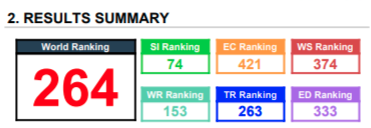 2. RESULTS SUMMARY
World Ranking SI Ranking EC Ranking WS Ranking
264 74 421 374
WR Ranking TR Ranking ED Ranking
153 263 333